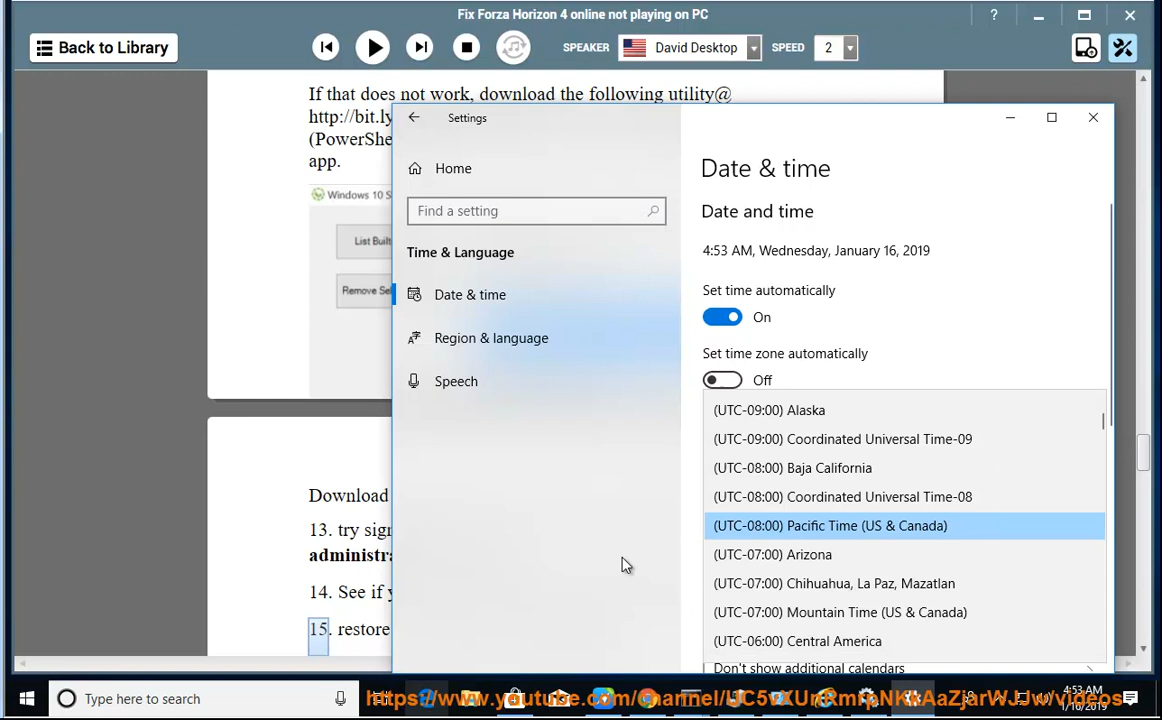 Fix Forza Horizon 4 online not playing on PC
?
Back to Library
SPEAKER
David Desktop
SPEED
2
If that does not work, download the following utility@
http://bit.ly
(PowerShe
app.
Windows 10 S
List Built
Remove Sel
Download
13. try sign
administra
14. See if y
15. restore
Settings
Home
Find a setting
Time & Language
Date & time
Region & language
Speech
Date & time
Date and time
4:53 AM, Wednesday, January 16, 2019
Set time automatically
On
Set time zone automatically
Off
(UTC-09:00) Alaska
(UTC-09:00) Coordinated Universal Time-09
(UTC-08:00) Baja California
(UTC-08:00) Coordinated Universal Time-08
(UTC-08:00) Pacific Time (US & Canada)
(UTC-07:00) Arizona
(UTC-07:00) Chihuahua, La Paz, Mazatlan
(UTC-07:00) Mountain Time (US & Canada)
(UTC-06:00) Central America
Don't show additional calendars
Type here to search
4:53 AM
1/16/2019